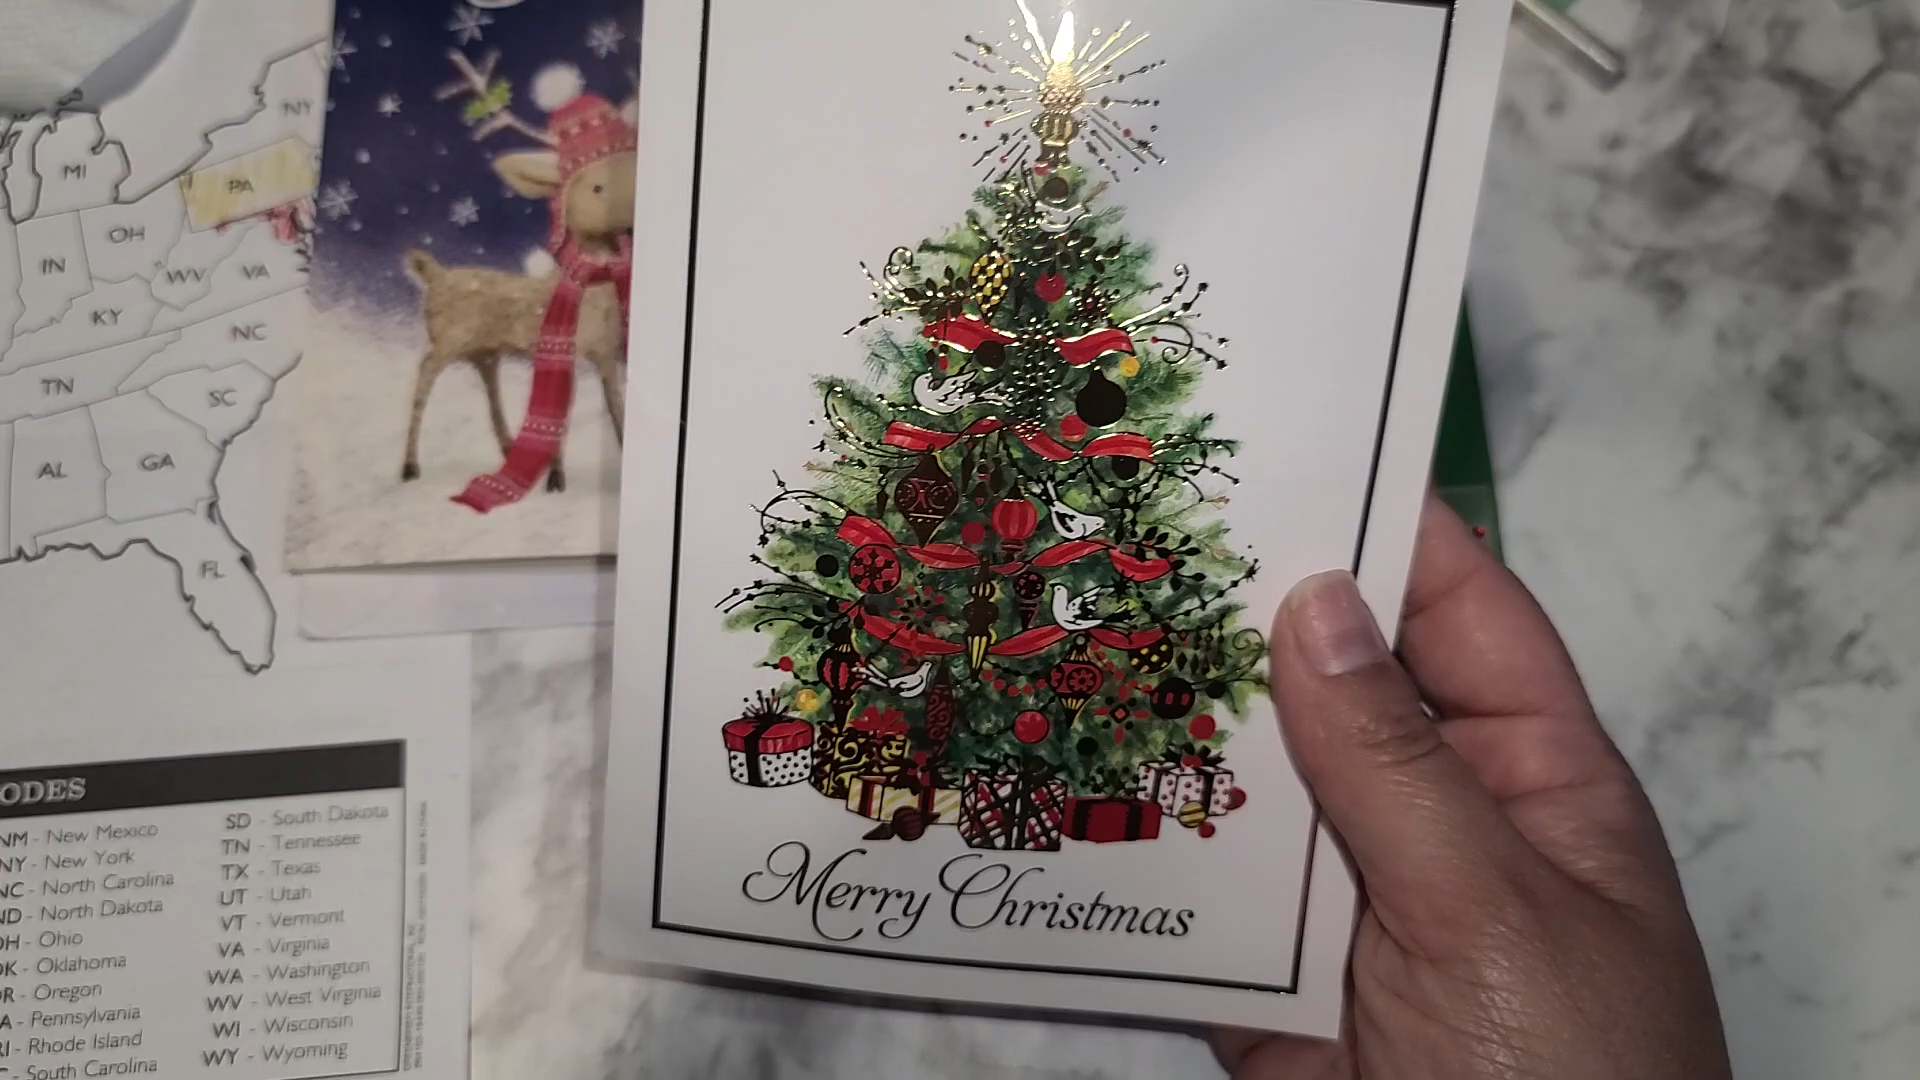 NY
MI
PA
OH
IN
WV
VA
KY
NC
TN
SC
AL
GA
FL
Merry Christmas
ODES
NM - New Mexico
NY - New York
NC - North Carolina
ND - North Dakota
OH - Ohio
OK - Oklahoma
OR - Oregon
A - Pennsylvania
RI - Rhode Island
South Carolina
SD - South Dakota
TN - Tennessee
TX - Texas
UT - Utah
VT - Vermont
VA - Virginia
WA - Washington
WV - West Virginia
WI - Wisconsin
WY - Wyoming